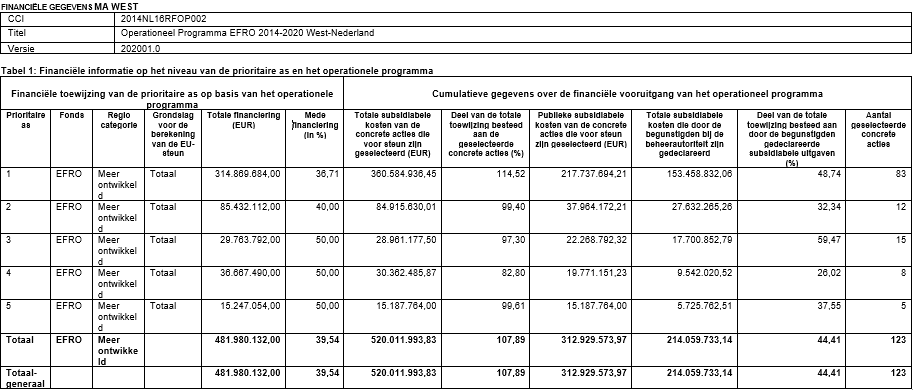 FINANCIËLE GEGEVENS MA WEST
CCI 2014NL16RFOP002
Titel Operationeel Programma EFRO 2014-2020 West-Nederland
Versie 202001.0
Tabel 1: Financiële informatie op het niveau van de prioritaire as en het operationele programma
Financiële toewijzing van de prioritaire as op basis van het operationele programma
Cumulatieve gegevens over de financiële vooruitgang van het operationeel programma
Prioritaire as
Fonds
Regio categorie
Grondslag voor de berekening van de EU-steun
Totale financiering (EUR)
Mede financiering (in %)
Totale subsidiabele kosten van de concrete acties die voor steun zijn geselecteerd (EUR)
Deel van de totale toewijzing besteed aan de geselecteerde concrete acties (%)
Publieke subsidiabele kosten van de concrete acties die voor steun zijn geselecteerd (EUR)
Totale subsidiabele kosten die door de begunstigden bij de beheerautoriteit zijn gedeclareerd
Deel van de totale toewijzing besteed aan door de begunstigden gedeclareerde subsidiabele uitgaven (%)
Aantal geselecteerde concrete acties
1 EFRO Meer ontwikkeld Totaal 314.869.684,00 36,71 360.584.936,45 114,52 217.737.694,21 153.458.832,06 48,74 83
2 EFRO Meer ontwikkeld Totaal 85.432.112,00 40,00 84.915.630,01 99,40 37.964.172,21 27.632.265,26 32,34 12
3 EFRO Meer ontwikkeld Totaal 29.763.792,00 50,00 28.961.177,50 97,30 22.268.792,32 17.700.852,79 59,47 15
4 EFRO Meer ontwikkeld Totaal 36.667.490,00 50,00 30.362.485,87 82,80 19.771.151,23 9.542.020,52 26,02 8
5 EFRO Meer ontwikkeld Totaal 15.247.054,00 50,00 15.187.764,00 99,61 15.187.764,00 5.725.762,51 37,55 5
Totaal EFRO Meer ontwikkeld 481.980.132,00 39,54 520.011.993,83 107,89 312.929.573,97 214.059.733,14 44,41 123
Totaal-generaal 481.980.132,00 39,54 520.011.993,83 107,89 312.929.573,97 214.059.733,14 44,41 123